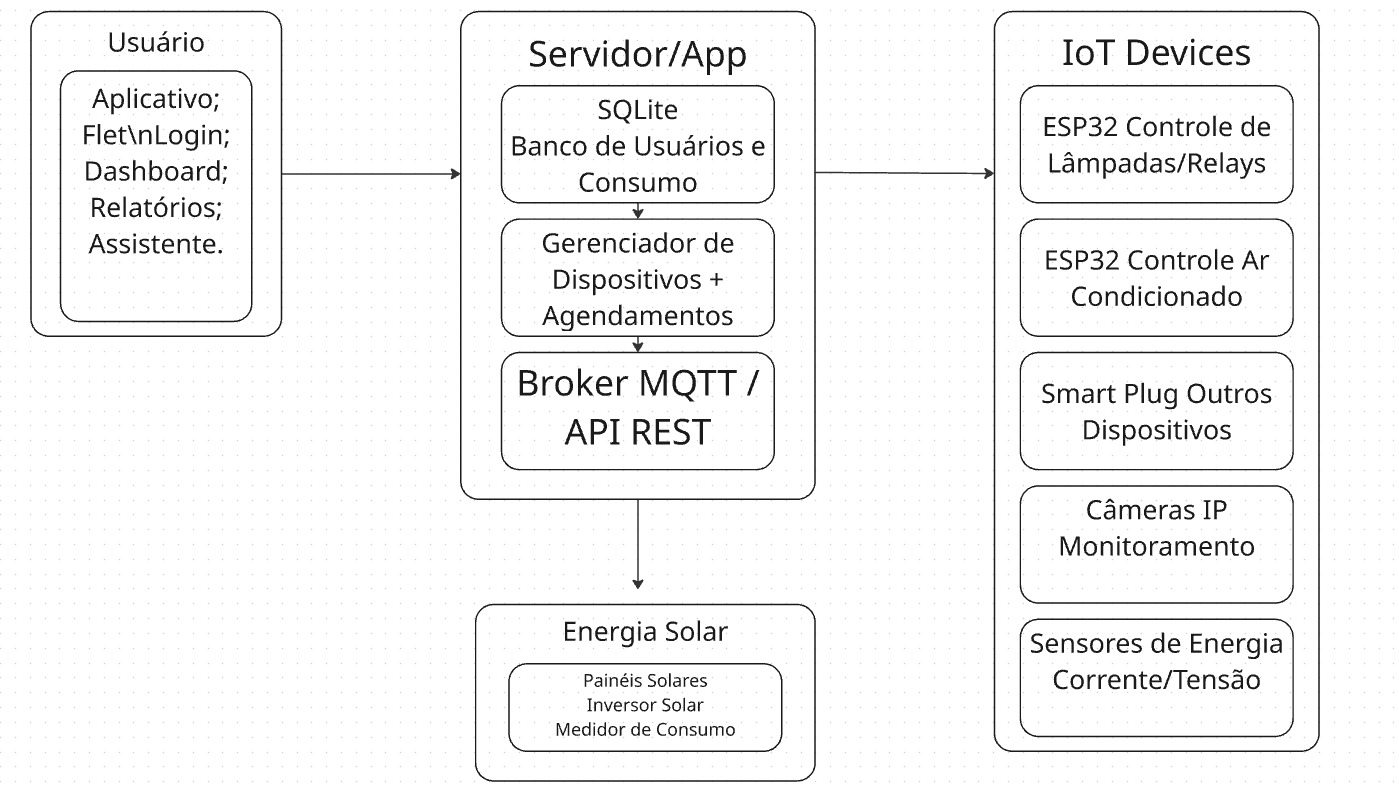 Usuário
Aplicativo;
Flet\nLogin;
Dashboard;
Relatórios;
Assistente.
Servidor/App
SQLite
Banco de Usuários e
Consumo
Gerenciador de
Dispositivos +
Agendamentos
Broker MQTT /
API REST
Energia Solar
Painéis Solares
Inversor Solar
Medidor de Consumo
IoT Devices
ESP32 Controle de
Lâmpadas/Relays
ESP32 Controle Ar
Condicionado
Smart Plug Outros
Dispositivos
Câmeras IP
Monitoramento
Sensores de Energia
Corrente/Tensão